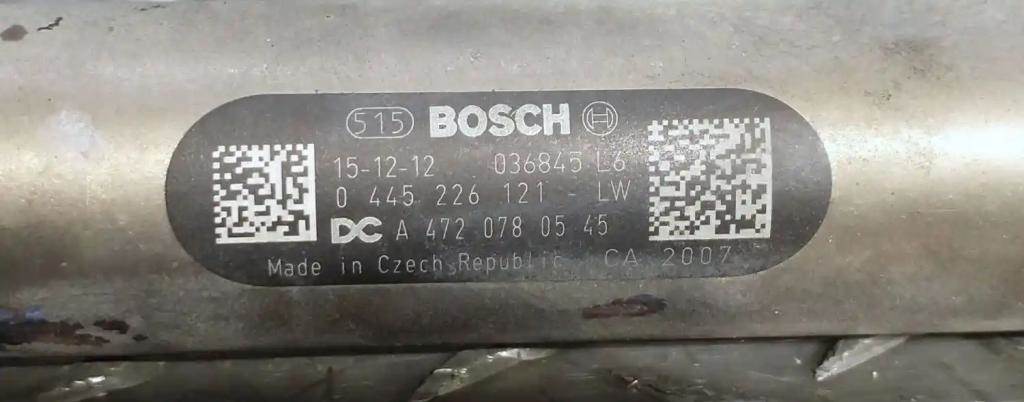 515 BOSCH
15-12-12 036845 L6
0 445 226 121 - LW
DC A 472 078 05 45
Made in Czech Republic CA 2007